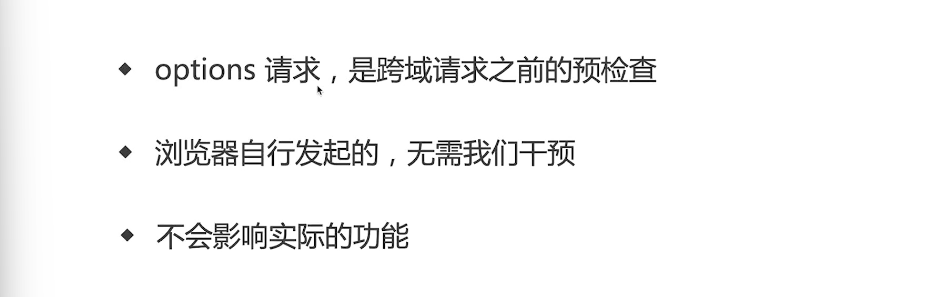 ◆ options 请求，是跨域请求之前的预检查
◆ 浏览器自行发起的，无需我们干预
◆ 不会影响实际的功能